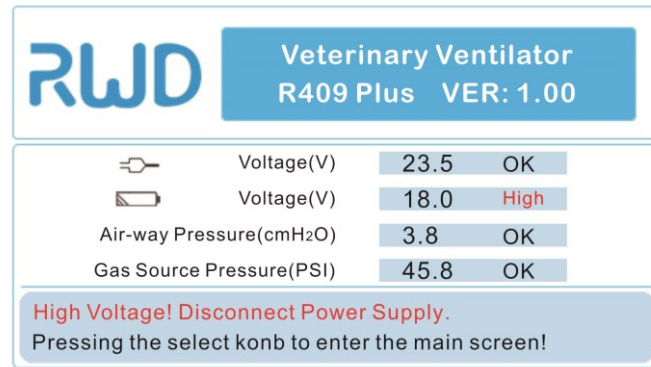 RWD
Veterinary Ventilator
R409 Plus VER: 1.00
Voltage(V) 23.5 OK
Voltage(V) 18.0 High
Air-way Pressure(cmH2O) 3.8 OK
Gas Source Pressure(PSI) 45.8 OK
High Voltage! Disconnect Power Supply.
Pressing the select konb to enter the main screen!